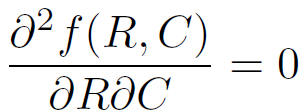 ∂²f(R, C)/∂R∂C = 0